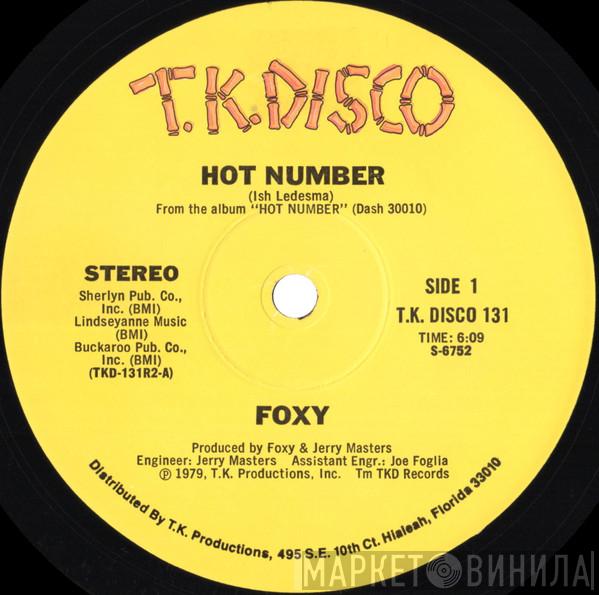 T.K. DISCO
HOT NUMBER
(Ish Ledesma)
From the album "HOT NUMBER" (Dash 30010)
STEREO
Sherlyn Pub. Co.,
Inc. (BMI)
Lindseyanne Music
(BMI)
Buckaroo Pub. Co.,
Inc. (BMI)
(TKD-131R2-A)
SIDE 1
T.K. DISCO 131
TIME: 6:09
S-6752
FOXY
Produced by Foxy & Jerry Masters
Engineer: Jerry Masters Assistant Engr.: Joe Foglia
℗ 1979, T.K. Productions, Inc. Tm TKD Records
Distributed By T.K. Productions, 495 S.E. 10th Ct. Hialeah, Florida 33010
МАРКЕТ ВИНИЛА